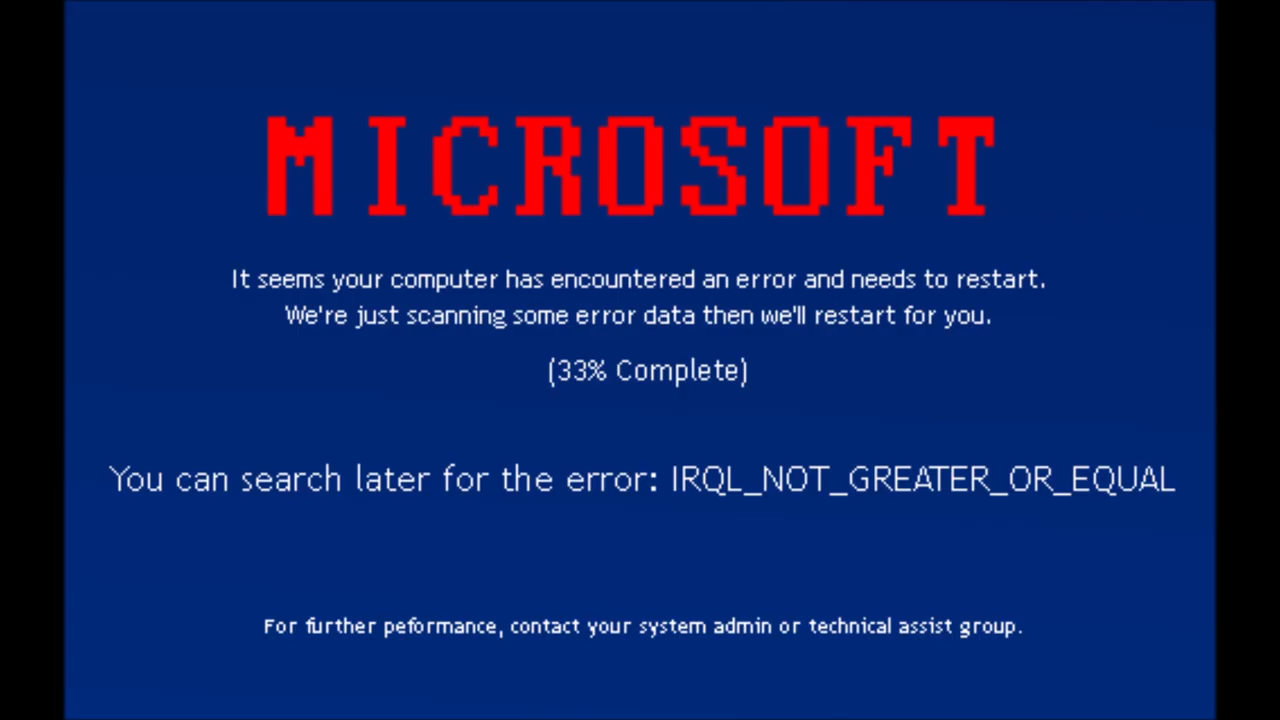 MICROSOFT
It seems your computer has encountered an error and needs to restart.
We're just scanning some error data then we'll restart for you.
(33% Complete)
You can search later for the error: IRQL_NOT_GREATER_OR_EQUAL
For further peformance, contact your system admin or technical assist group.